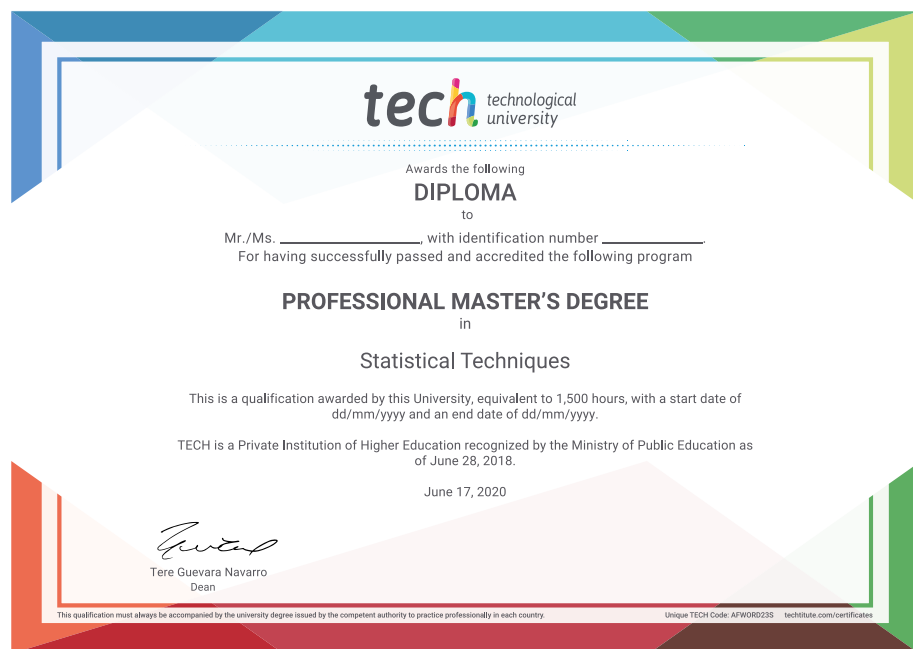 tech technological
university
Awards the following
DIPLOMA
to
Mr./Ms. ____________, with identification number ____________.
For having successfully passed and accredited the following program
PROFESSIONAL MASTER'S DEGREE
in
Statistical Techniques
This is a qualification awarded by this University, equivalent to 1,500 hours, with a start date of
dd/mm/yyyy and an end date of dd/mm/yyyy.
TECH is a Private Institution of Higher Education recognized by the Ministry of Public Education as
of June 28, 2018.
June 17, 2020
Tere Guevara Navarro
Dean
This qualification must always be accompanied by the university degree issued by the competent authority to practice professionally in each country.
Unique TECH Code: AFWORD23S techtitute.com/certificates